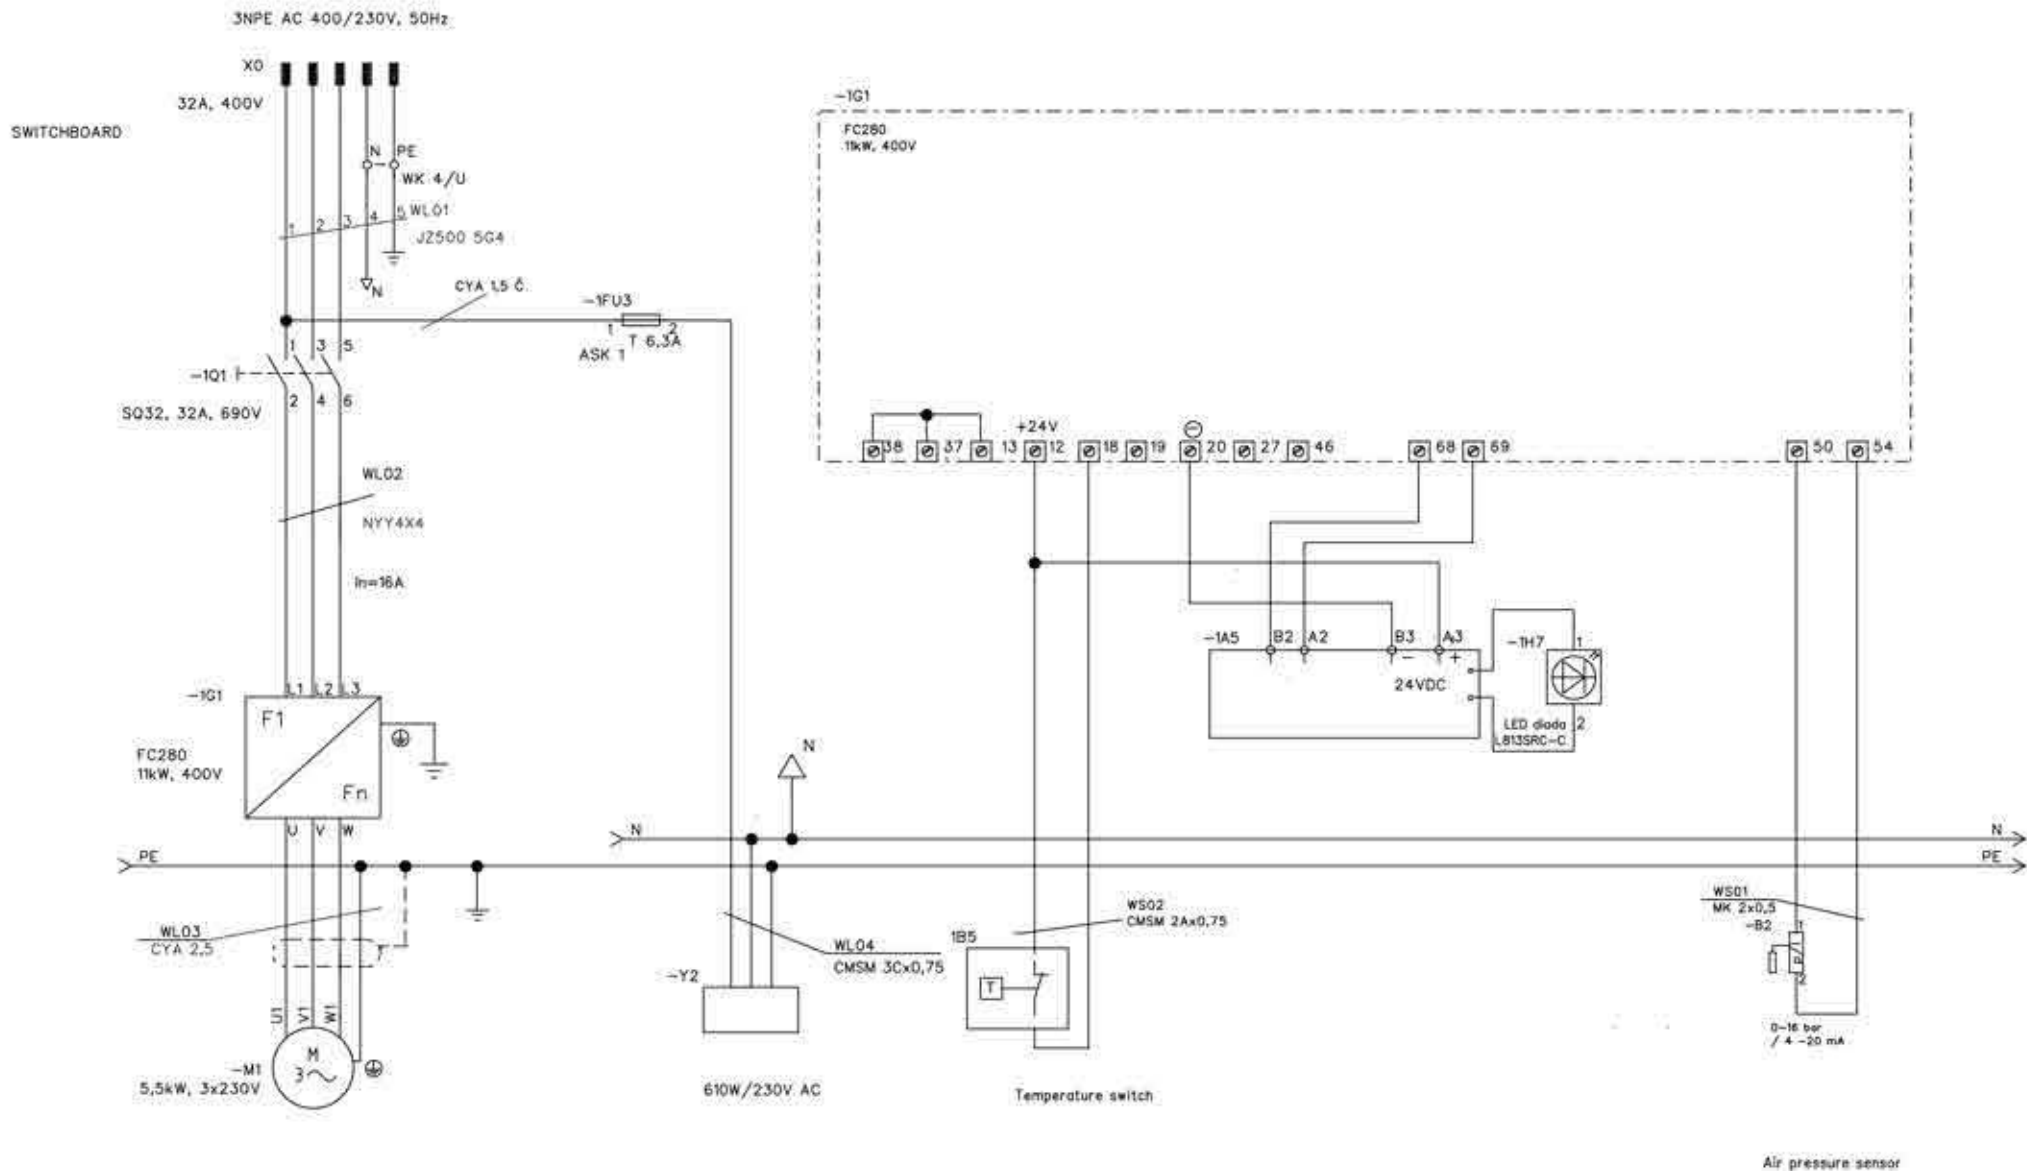 3NPE AC 400/230V, 50Hz
X0
32A, 400V
SWITCHBOARD
N PE
WK 4/U
1 2 3 4 5 WL01
JZ500 5G4
N
CYA 1,5 Č.
-1FU3
1 2
T 6,3A
ASK 1
1 3 5
-1Q1
2 4 6
SQ32, 32A, 690V
WL02
NYY4X4
In=16A
-1G1
L1 L2 L3
F1
Fn
FC280
11kW, 400V
U V W
PE
N
N
N
PE
WL03
CYA 2,5
U1 V1 W1
M
3
-M1
5,5kW, 3x230V
WL04
CMSM 3Cx0,75
-Y2
610W/230V AC
-1G1
FC280
11kW, 400V
+24V
38 37 13 12 18 19 20 27 46 68 69 50 54
-1A5 B2 A2 B3 A3
- +
24VDC
-1H7
1
2
LED dioda
L813SRC-C
WS02
CMSM 2Ax0,75
1B5
T
Temperature switch
WS01
MK 2x0,5
-B2
1
P/I
2
0-16 bar
/ 4 -20 mA
Air pressure sensor